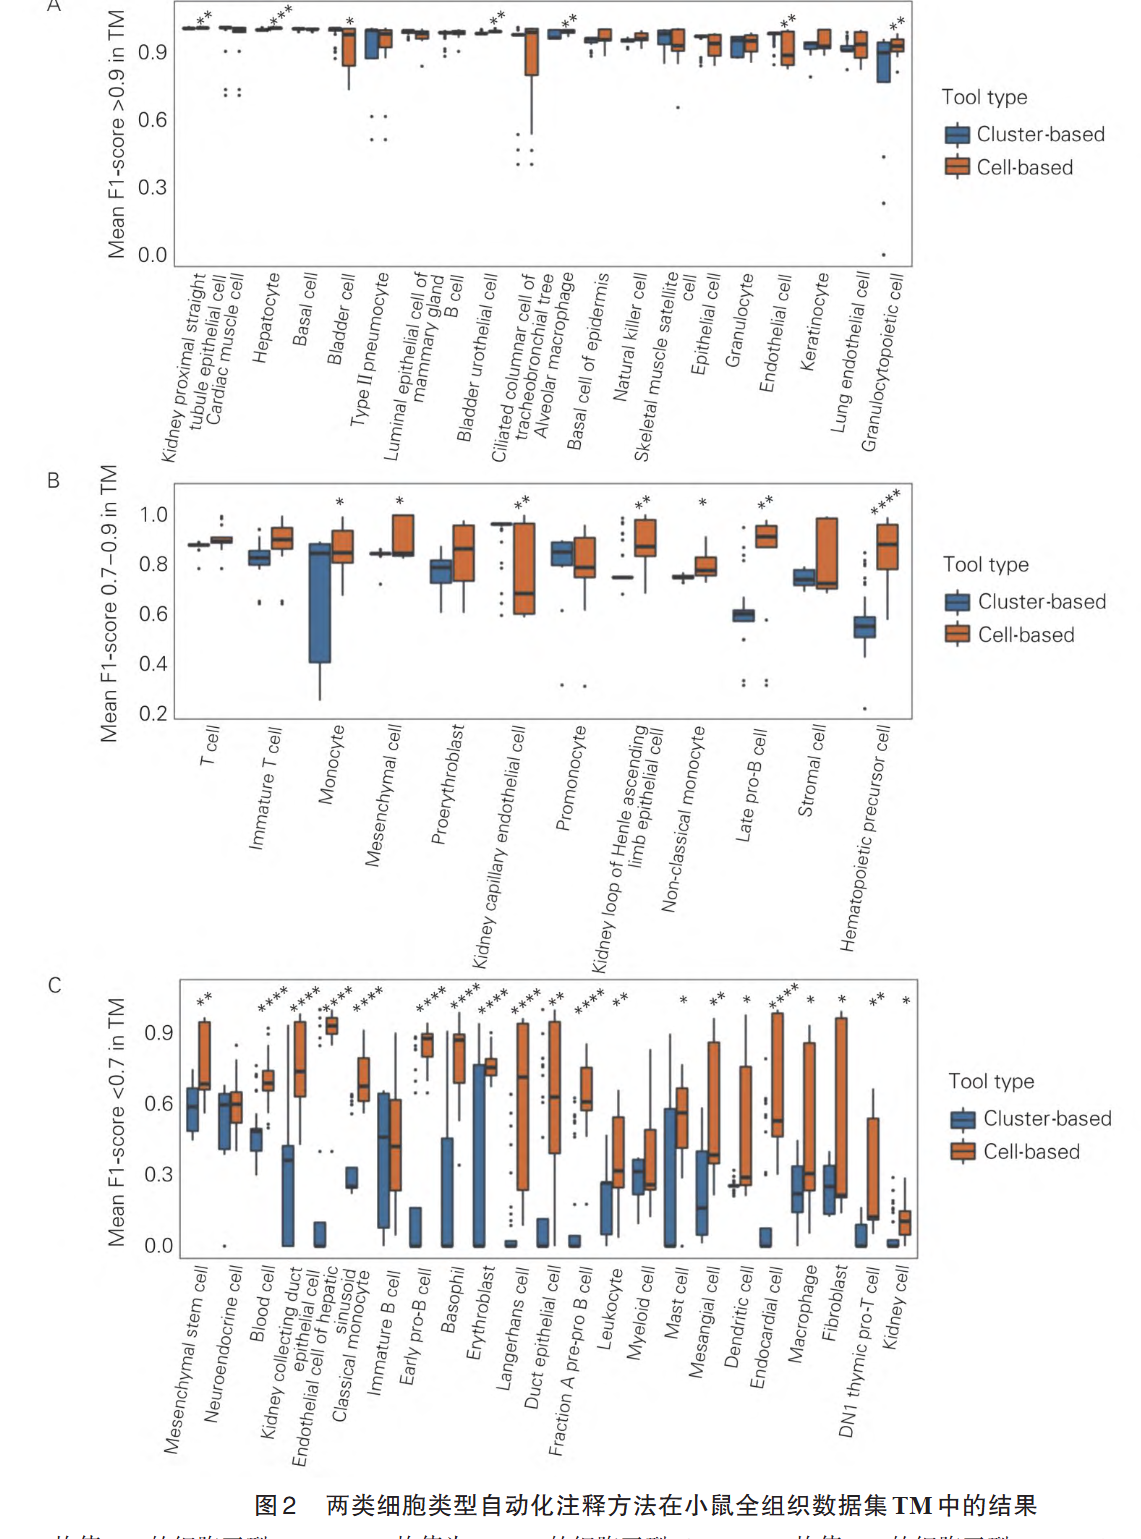 A
Mean F1-score >0.9 in TM
0.9
0.6
0.3
0.0
** *** * ** ** ** **
Kidney proximal straight
tubule epithelial cell
Cardiac muscle cell
Hepatocyte
Basal cell
Bladder cell
Type II pneumocyte
Luminal epithelial cell of
mammary gland
B cell
Bladder urothelial cell
Ciliated columnar cell of
tracheobronchial tree
Alveolar macrophage
Basal cell of epidermis
Natural killer cell
Skeletal muscle satellite
cell
Epithelial cell
Granulocyte
Endothelial cell
Keratinocyte
Lung endothelial cell
Granulocytopoietic cell
Tool type
Cluster-based
Cell-based
B
Mean F1-score 0.7–0.9 in TM
1.0
0.8
0.6
0.4
0.2
* * ** ** * ** ****
T cell
Immature T cell
Monocyte
Mesenchymal cell
Proerythroblast
Kidney capillary endothelial cell
Promonocyte
Kidney loop of Henle ascending
limb epithelial cell
Non-classical monocyte
Late pro-B cell
Stromal cell
Hematopoietic precursor cell
Tool type
Cluster-based
Cell-based
C
Mean F1-score <0.7 in TM
0.9
0.6
0.3
0.0
** **** **** **** **** **** **** **** **** ** **** ** * ** * **** * * ** *
Mesenchymal stem cell
Neuroendocrine cell
Blood cell
Kidney collecting duct
epithelial cell
Endothelial cell of hepatic
sinusoid
Classical monocyte
Immature B cell
Early pro-B cell
Basophil
Erythroblast
Langerhans cell
Duct epithelial cell
Fraction A pre-pro B cell
Leukocyte
Myeloid cell
Mast cell
Mesangial cell
Dendritic cell
Endocardial cell
Macrophage
Fibroblast
DN1 thymic pro-T cell
Kidney cell
Tool type
Cluster-based
Cell-based
图2 两类细胞类型自动化注释方法在小鼠全组织数据集TM中的结果